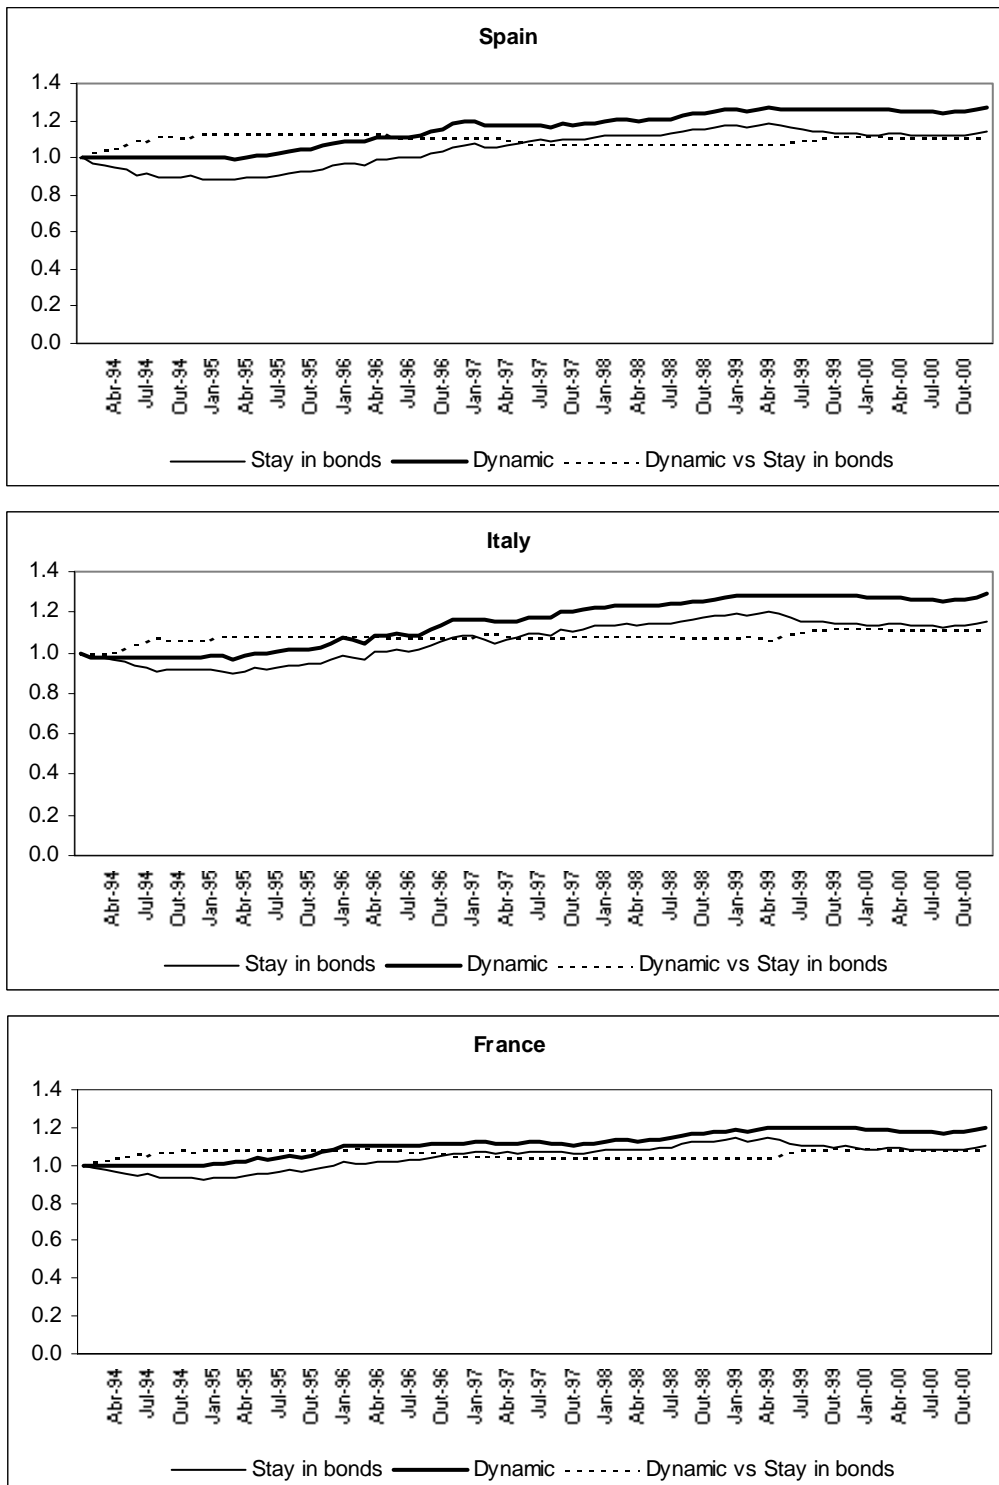 Spain
1.4
1.2
1.0
0.8
0.6
0.4
0.2
0.0
Abr-94 Jul-94 Out-94 Jan-95 Abr-95 Jul-95 Out-95 Jan-96 Abr-96 Jul-96 Out-96 Jan-97 Abr-97 Jul-97 Out-97 Jan-98 Abr-98 Jul-98 Out-98 Jan-99 Abr-99 Jul-99 Out-99 Jan-00 Abr-00 Jul-00 Out-00
Stay in bonds Dynamic Dynamic vs Stay in bonds
Italy
1.4
1.2
1.0
0.8
0.6
0.4
0.2
0.0
Abr-94 Jul-94 Out-94 Jan-95 Abr-95 Jul-95 Out-95 Jan-96 Abr-96 Jul-96 Out-96 Jan-97 Abr-97 Jul-97 Out-97 Jan-98 Abr-98 Jul-98 Out-98 Jan-99 Abr-99 Jul-99 Out-99 Jan-00 Abr-00 Jul-00 Out-00
Stay in bonds Dynamic Dynamic vs Stay in bonds
France
1.4
1.2
1.0
0.8
0.6
0.4
0.2
0.0
Abr-94 Jul-94 Out-94 Jan-95 Abr-95 Jul-95 Out-95 Jan-96 Abr-96 Jul-96 Out-96 Jan-97 Abr-97 Jul-97 Out-97 Jan-98 Abr-98 Jul-98 Out-98 Jan-99 Abr-99 Jul-99 Out-99 Jan-00 Abr-00 Jul-00 Out-00
Stay in bonds Dynamic Dynamic vs Stay in bonds